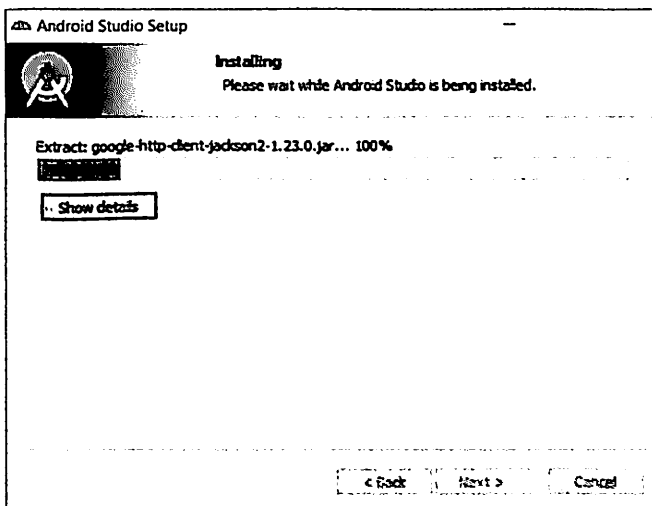 Android Studio Setup
Installing
Please wait while Android Studio is being installed.
Extract: google-http-client-jackson2-1.23.0.jar... 100%
Show details
< Back
Next >
Cancel